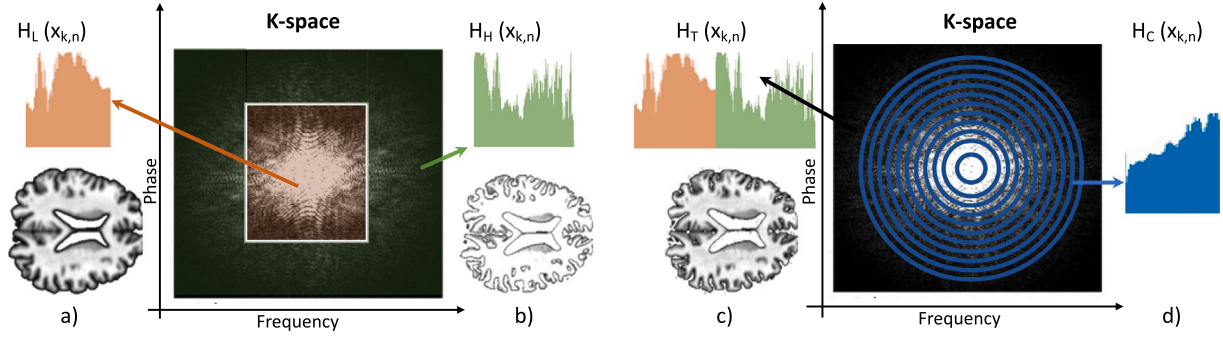 K-space
K-space
H_L (x_k,n)
H_H (x_k,n)
H_T (x_k,n)
H_C (x_k,n)
Phase
Phase
Frequency
Frequency
a)
b)
c)
d)